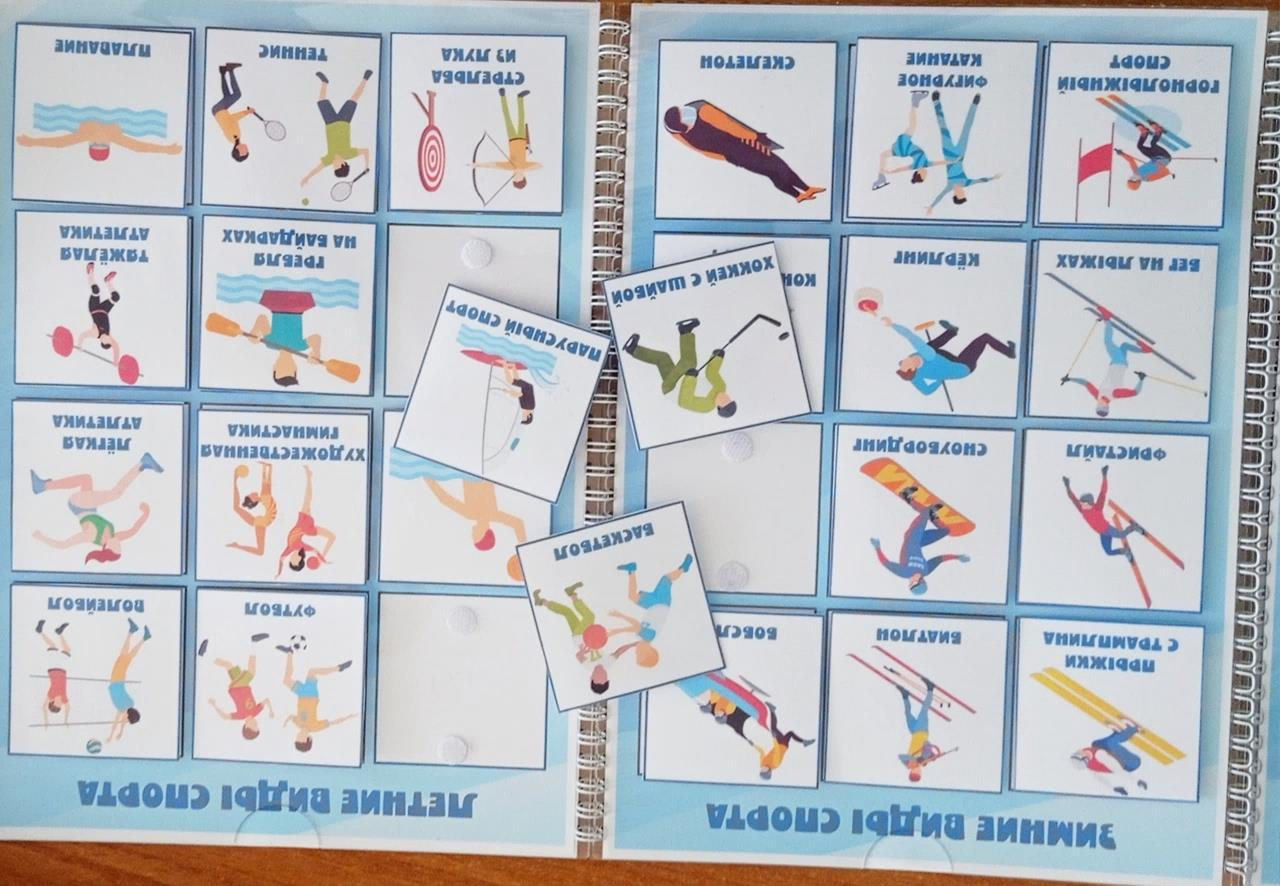 ЗИМНИЕ ВИДЫ СПОРТА
ПРЫЖКИ
С ТРАМПЛИНА
БИАТЛОН
БОБСЛ
ФРИСТАЙЛ
СНОУБОРДИНГ
БЕГ НА ЛЫЖАХ
КЁРЛИНГ
КОН
ГОРНОЛЫЖНЫЙ
СПОРТ
ФИГУРНОЕ
КАТАНИЕ
СКЕЛЕТОН
БАСКЕТБОЛ
ХОККЕЙ С ШАЙБОЙ
ПАРУСНЫЙ СПОРТ
ЛЕТНИЕ ВИДЫ СПОРТА
ФУТБОЛ
ВОЛЕЙБОЛ
ХУДОЖЕСТВЕННАЯ
ГИМНАСТИКА
ЛЁГКАЯ
АТЛЕТИКА
ГРЕБЛЯ
НА БАЙДАРКАХ
ТЯЖЁЛАЯ
АТЛЕТИКА
СТРЕЛЬБА
ИЗ ЛУКА
ТЕННИС
ПЛАВАНИЕ